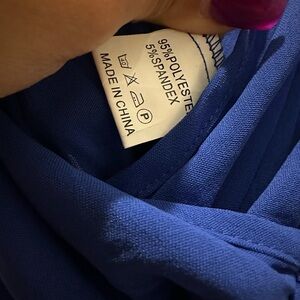 95%POLYESTE
5%SPANDEX
P
MADE IN CHINA